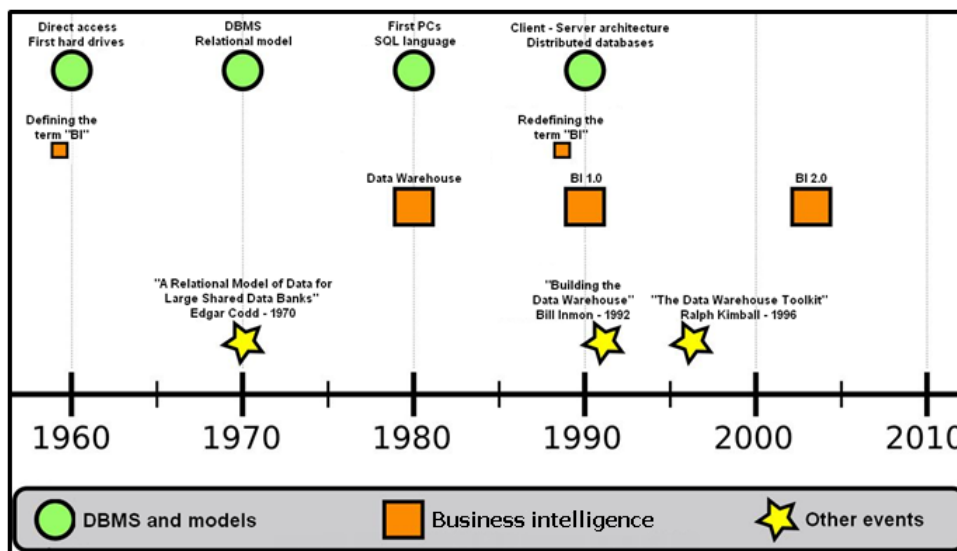 Direct access
First hard drives
DBMS
Relational model
First PCs
SQL language
Client - Server architecture
Distributed databases
Defining the
term "BI"
Redefining the
term "BI"
Data Warehouse
BI 1.0
BI 2.0
"A Relational Model of Data for
Large Shared Data Banks"
Edgar Codd - 1970
"Building the
Data Warehouse"
Bill Inmon - 1992
"The Data Warehouse Toolkit"
Ralph Kimball - 1996
1960
1970
1980
1990
2000
2010
DBMS and models
Business intelligence
Other events